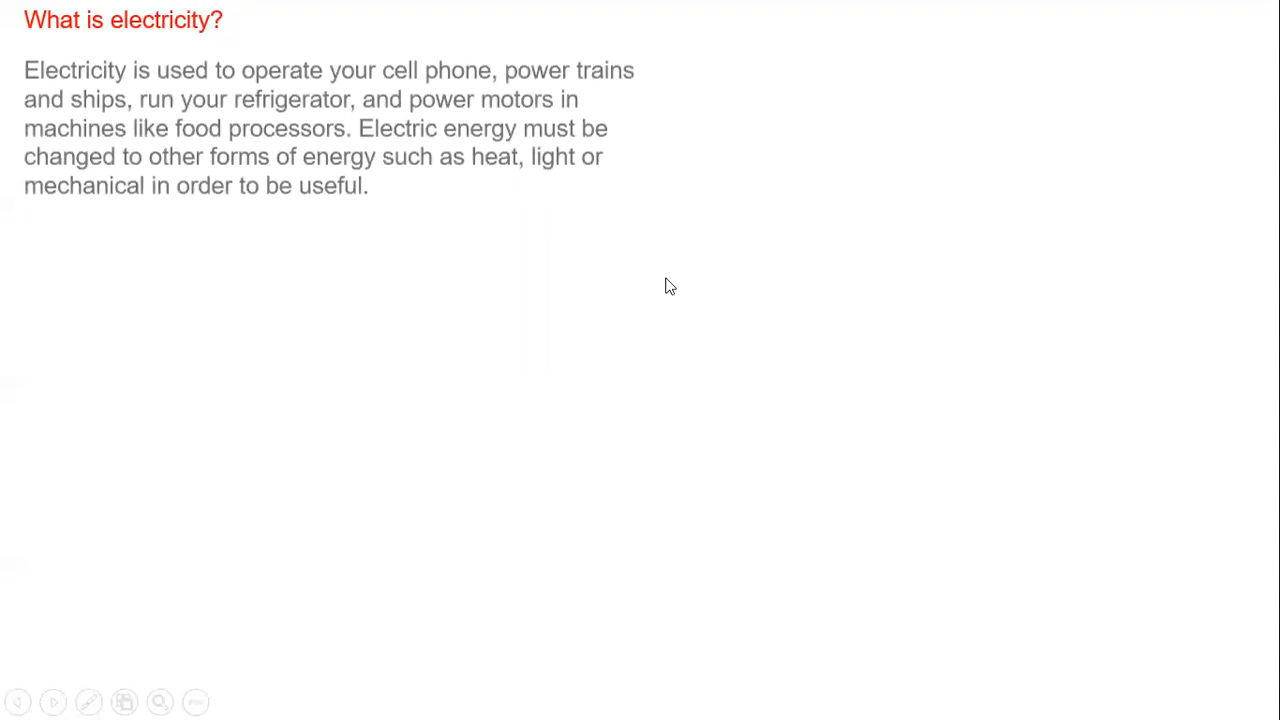 What is electricity?
Electricity is used to operate your cell phone, power trains
and ships, run your refrigerator, and power motors in
machines like food processors. Electric energy must be
changed to other forms of energy such as heat, light or
mechanical in order to be useful.